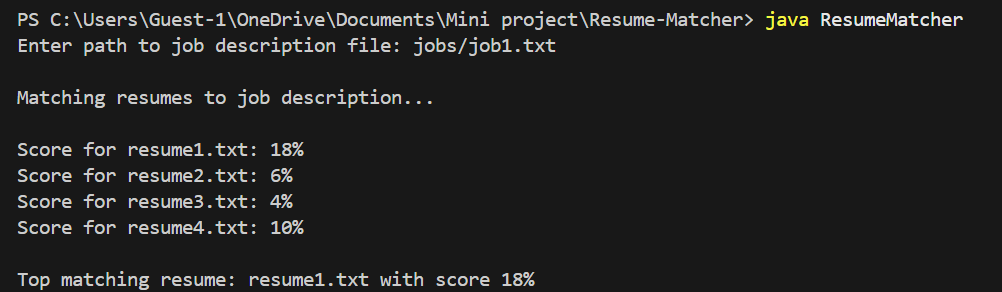 PS C:\Users\Guest-1\OneDrive\Documents\Mini project\Resume-Matcher> java ResumeMatcher
Enter path to job description file: jobs/job1.txt
Matching resumes to job description...
Score for resume1.txt: 18%
Score for resume2.txt: 6%
Score for resume3.txt: 4%
Score for resume4.txt: 10%
Top matching resume: resume1.txt with score 18%